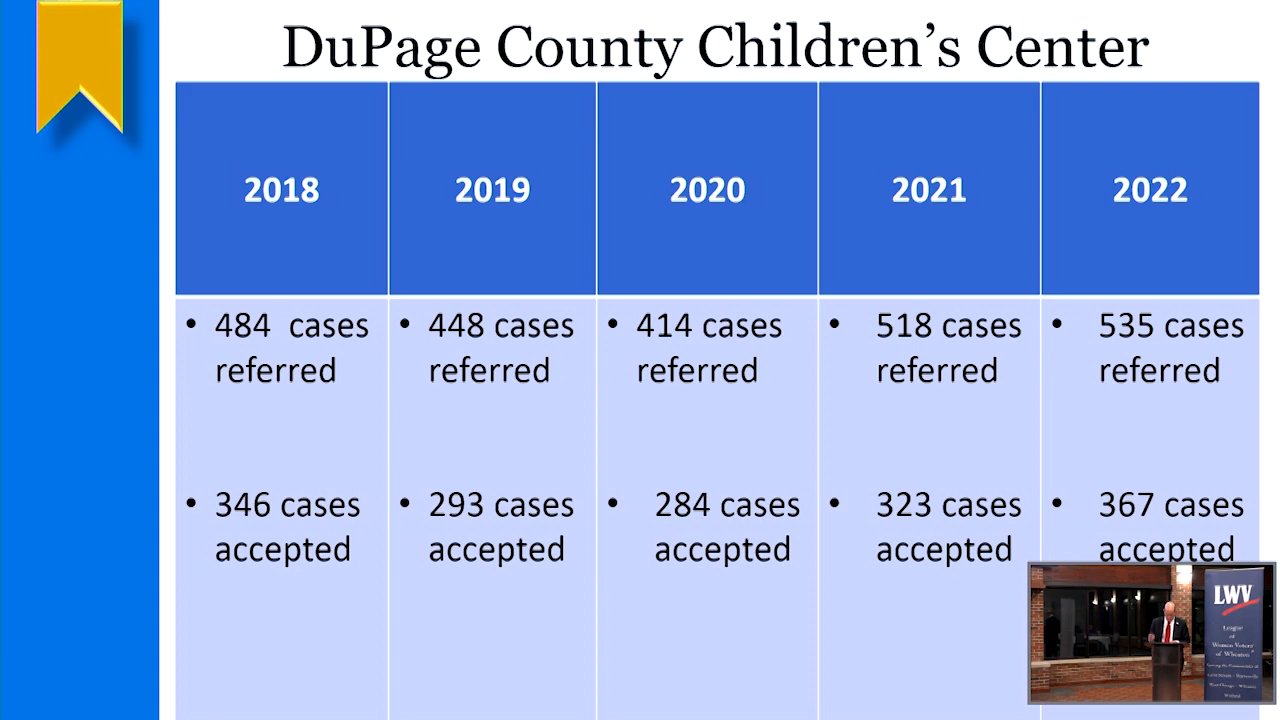 DuPage County Children's Center
2018
2019
2020
2021
2022
• 484 cases
referred
• 448 cases
referred
• 414 cases
referred
• 518 cases
referred
• 535 cases
referred
• 346 cases
accepted
• 293 cases
accepted
• 284 cases
accepted
• 323 cases
accepted
• 367 cases
accepted
LWV
League
of
Women Voters
of Wheaton